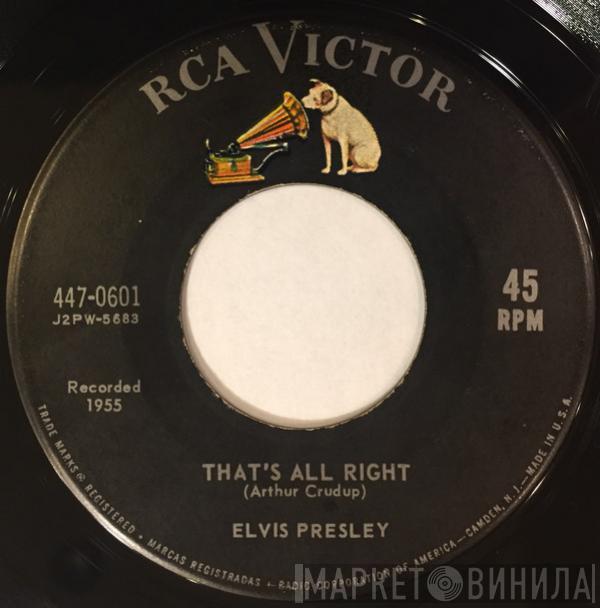 RCA VICTOR
447-0601
J2PW-5683
45
RPM
Recorded
1955
THAT'S ALL RIGHT
(Arthur Crudup)
ELVIS PRESLEY
TRADE MARKS ® REGISTERED • MARCAS REGISTRADAS • RADIO CORPORATION OF AMERICA—CAMDEN, N.J.—MADE IN U.S.A.
МАРКЕТ ВИНИЛА